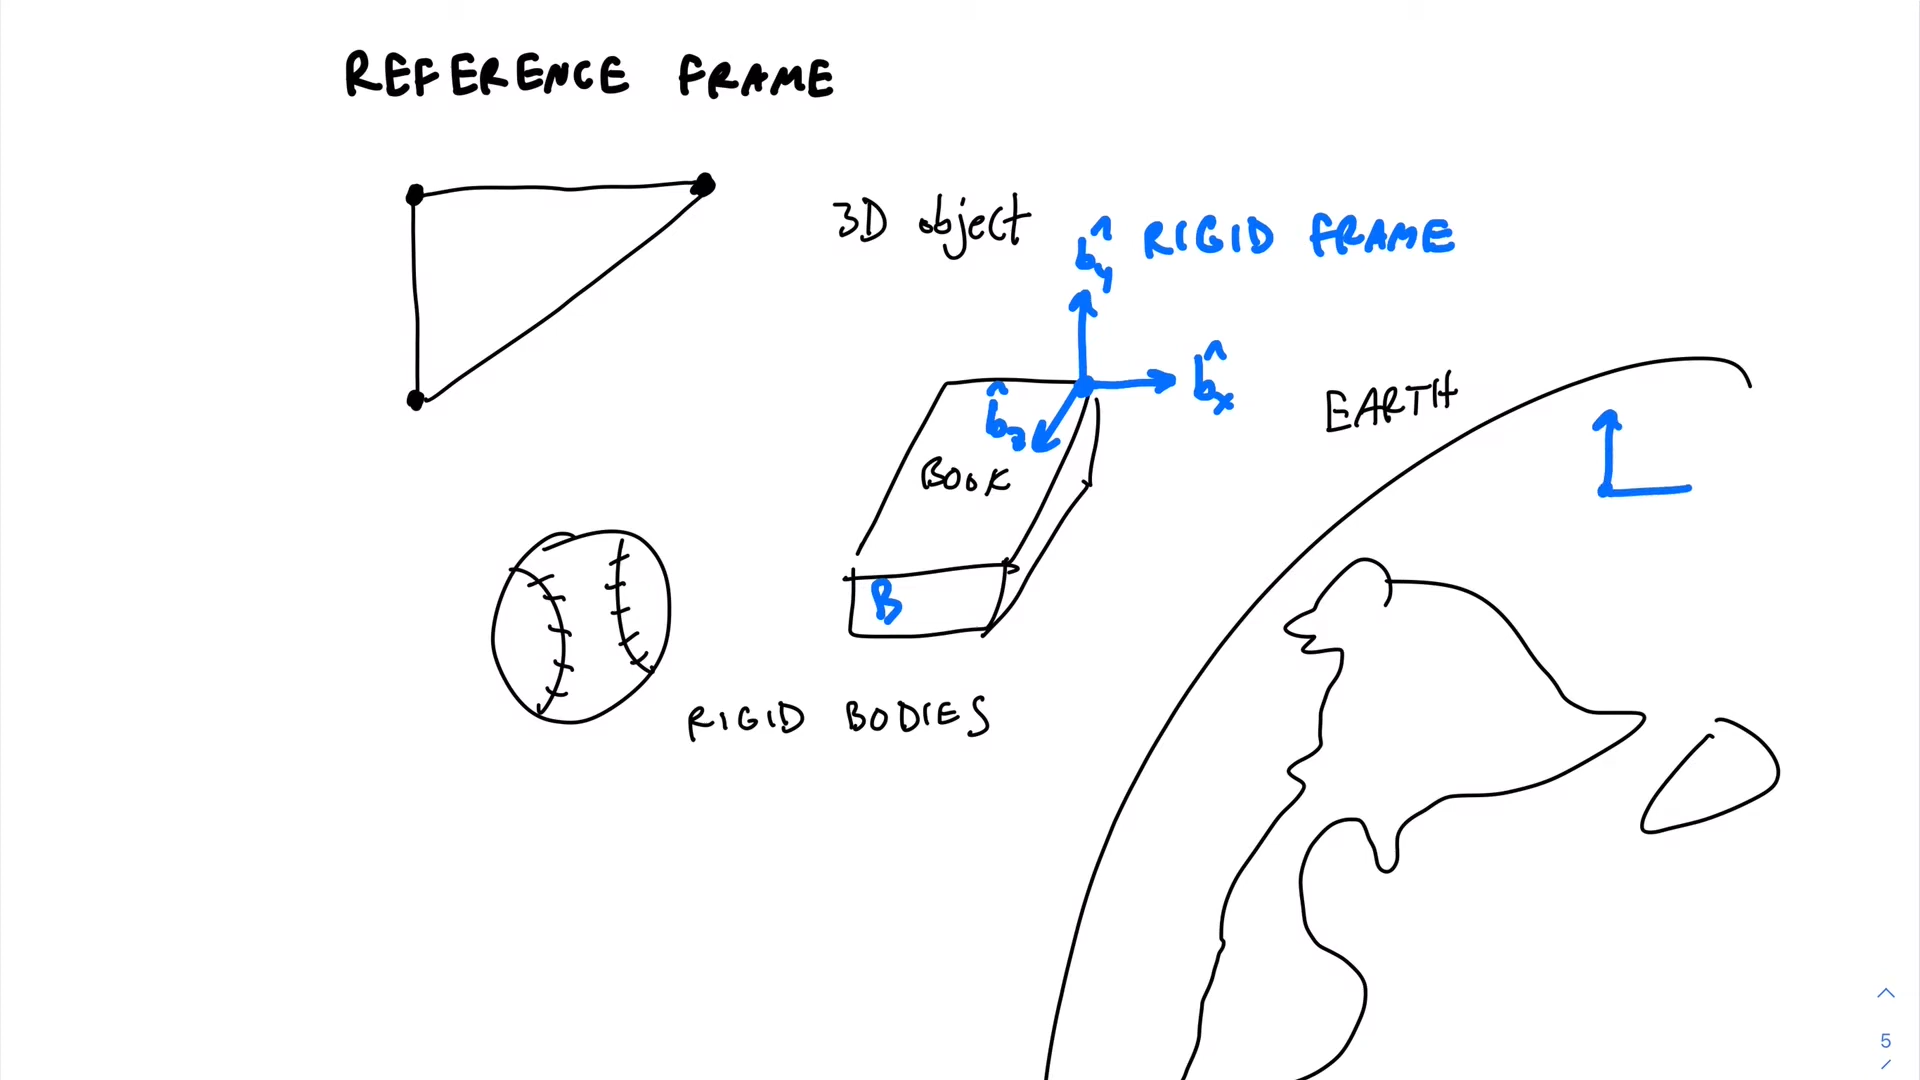 REFERENCE FRAME
3D object
b̂y RIGID FRAME
b̂x
b̂z
EARTH
BOOK
B
RIGID BODIES
5